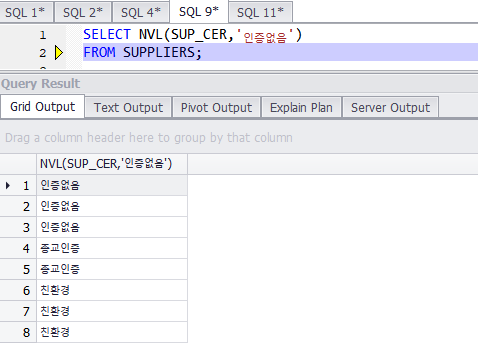 SQL 1* SQL 2* SQL 4* SQL 9* SQL 11*
1 SELECT NVL(SUP_CER,'인증없음')
2 FROM SUPPLIERS;
Query Result
Grid Output Text Output Pivot Output Explain Plan Server Output
Drag a column header here to group by that column
NVL(SUP_CER,'인증없음')
1 인증없음
2 인증없음
3 인증없음
4 종교인증
5 종교인증
6 친환경
7 친환경
8 친환경